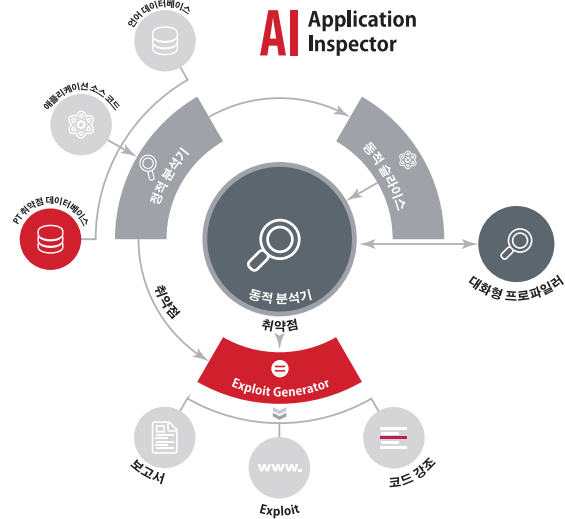 AI Application
Inspector
언어 데이터베이스
애플리케이션 소스 코드
PT 취약점 데이터베이스
정적 분석기
동적 슬라이스
동적 분석기
대화형 프로파일러
취약점
취약점
Exploit Generator
보고서
www.
Exploit
코드 강조